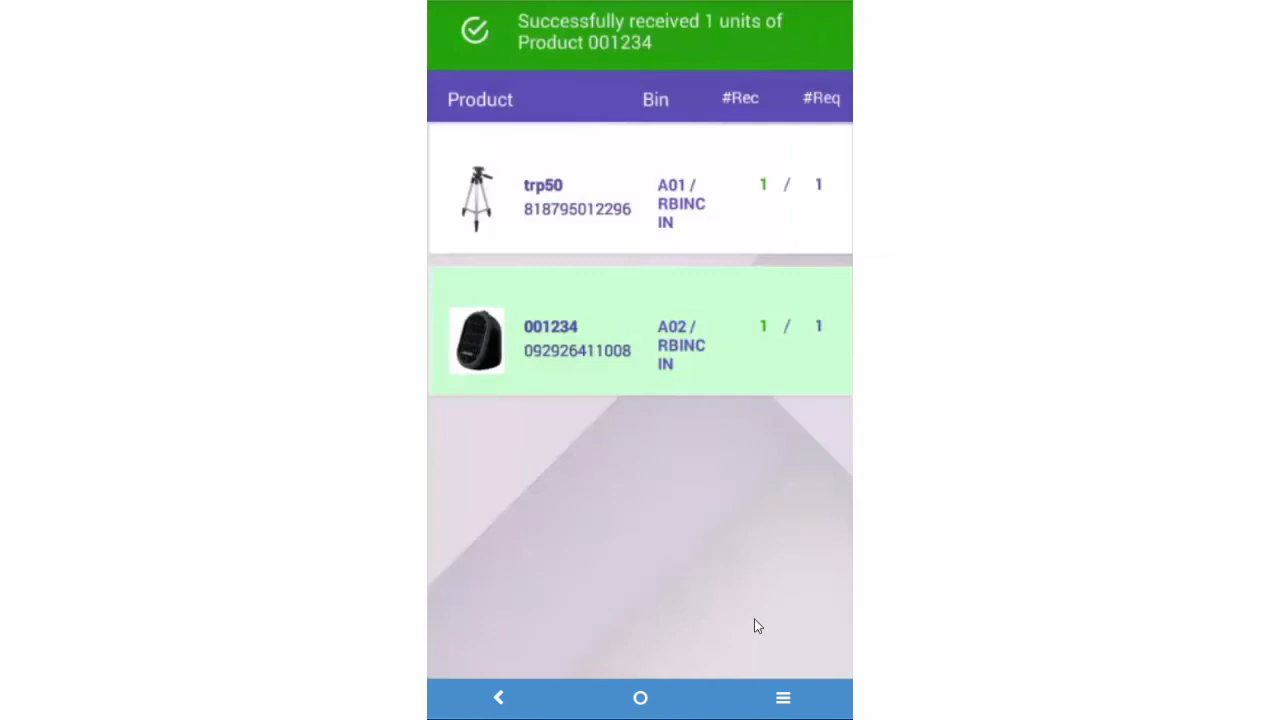 Successfully received 1 units of
Product 001234
Product Bin #Rec #Req
trp50 A01 / 1 / 1
818795012296 RBINC
IN
001234 A02 / 1 / 1
092926411008 RBINC
IN